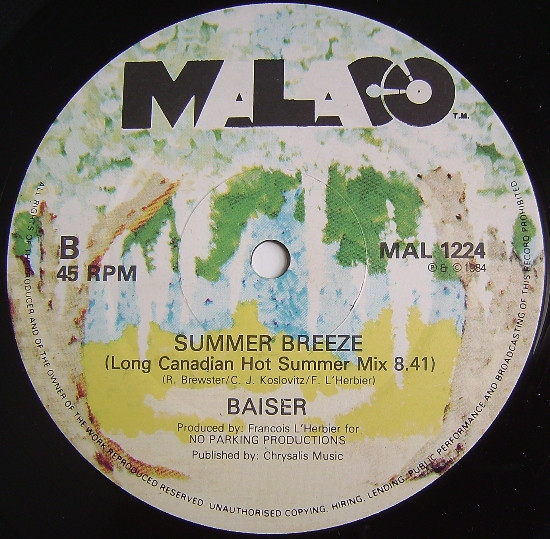 MALACO
T.M.
B
45 RPM
MAL 1224
℗ & © 1984
SUMMER BREEZE
(Long Canadian Hot Summer Mix 8.41)
(R. Brewster/C. J. Koslovitz/F. L'Herbier)
BAISER
Produced by: Francois L'Herbier for
NO PARKING PRODUCTIONS
Published by: Chrysalis Music
ALL RIGHTS OF THE PRODUCER AND OF THE OWNER OF THE WORK REPRODUCED RESERVED. UNAUTHORISED COPYING, HIRING, LENDING, PUBLIC PERFORMANCE AND BROADCASTING OF THIS RECORD PROHIBITED